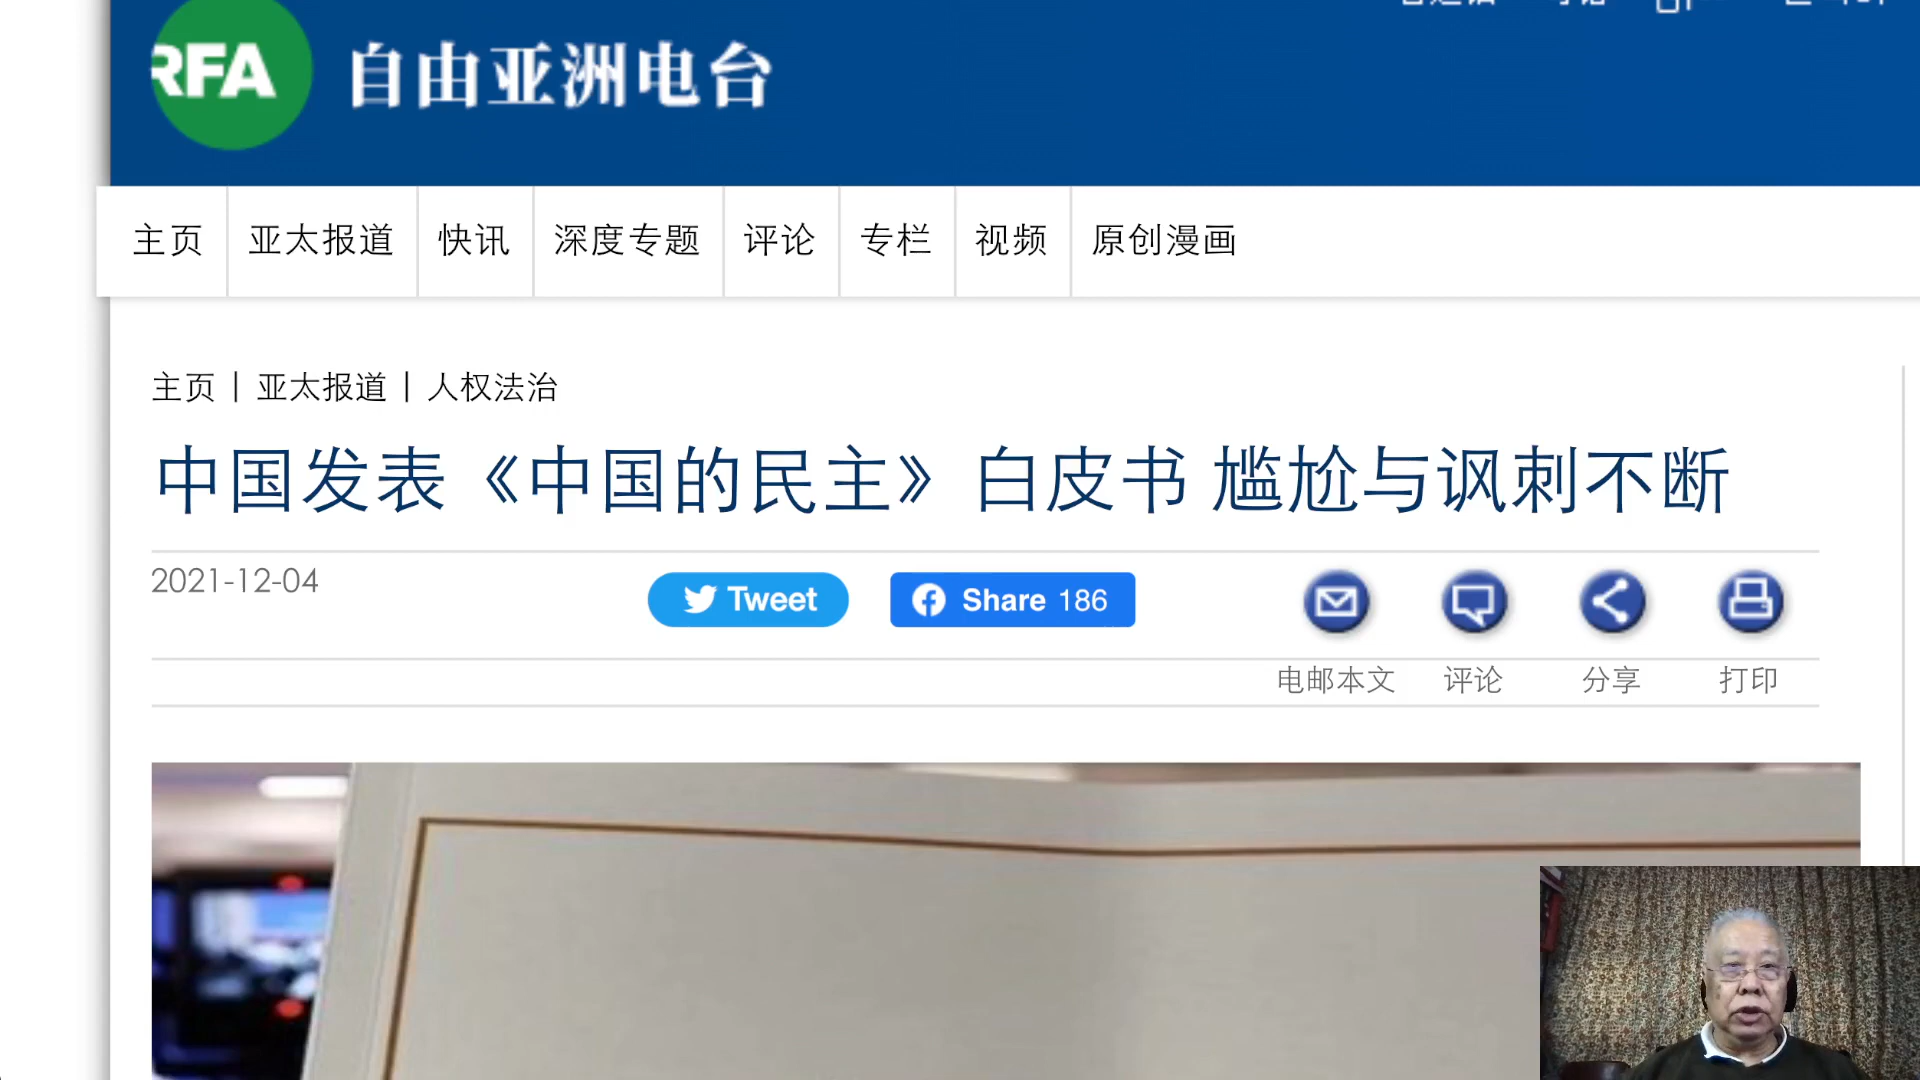 RFA 自由亚洲电台
主页 亚太报道 快讯 深度专题 评论 专栏 视频 原创漫画
主页 | 亚太报道 | 人权法治
中国发表《中国的民主》白皮书 尴尬与讽刺不断
2021-12-04
Tweet
Share 186
电邮本文 评论 分享 打印